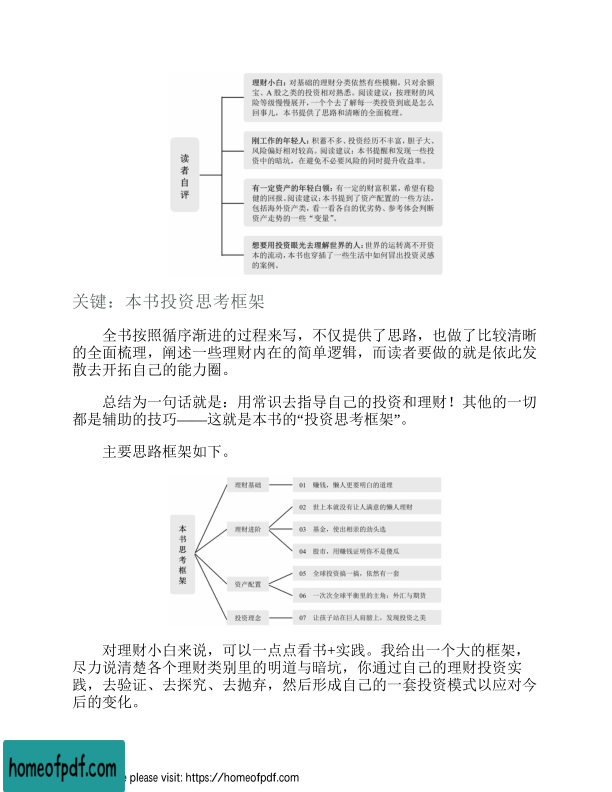 理财小白：对基础的理财分类依然有些模糊，只对余额
宝、A 股之类的投资相对熟悉。阅读建议：按理财的风
险等级慢慢展开，一个个去了解每一类投资到底是怎么
回事儿，本书提供了思路和清晰的全面梳理。
刚工作的年轻人：积蓄不多、投资经历不丰富，胆子大、
风险偏好相对较高。阅读建议：本书提醒和发现一些投
资中的暗坑，在避免不必要风险的同时提升收益率。
读者自评
有一定资产的年轻白领：有一定的财富积累，希望有稳
健的回报。阅读建议：本书提到了资产配置的一些方法，
包括海外资产类，看一看各自的优劣势、参考体会判断
资产走势的一些“变量”。
想要用投资眼光去理解世界的人：世界的运转离不开资
本的流动，本书也穿插了一些生活中如何冒出投资灵感
的案例。
关键：本书投资思考框架
全书按照循序渐进的过程来写，不仅提供了思路，也做了比较清晰
的全面梳理，阐述一些理财内在的简单逻辑，而读者要做的就是依此发
散去开拓自己的能力圈。
总结为一句话就是：用常识去指导自己的投资和理财！其他的一切
都是辅助的技巧——这就是本书的“投资思考框架”。
主要思路框架如下。
本书思考框架
理财基础
01 赚钱，懒人更要明白的道理
理财进阶
02 世上本就没有让人满意的懒人理财
03 基金，使出相亲的劲头选
04 股市，用赚钱证明你不是傻瓜
资产配置
05 全球投资搞一搞，依然有一套
06 一次次全球平衡里的主角：外汇与期货
投资理念
07 让孩子站在巨人肩膀上，发现投资之美
对理财小白来说，可以一点点看书+实践。我给出一个大的框架，
尽力说清楚各个理财类别里的明道与暗坑，你通过自己的理财投资实
践，去验证、去探究、去抛弃，然后形成自己的一套投资模式以应对今
后的变化。
homeofpdf.com
e please visit: https://homeofpdf.com